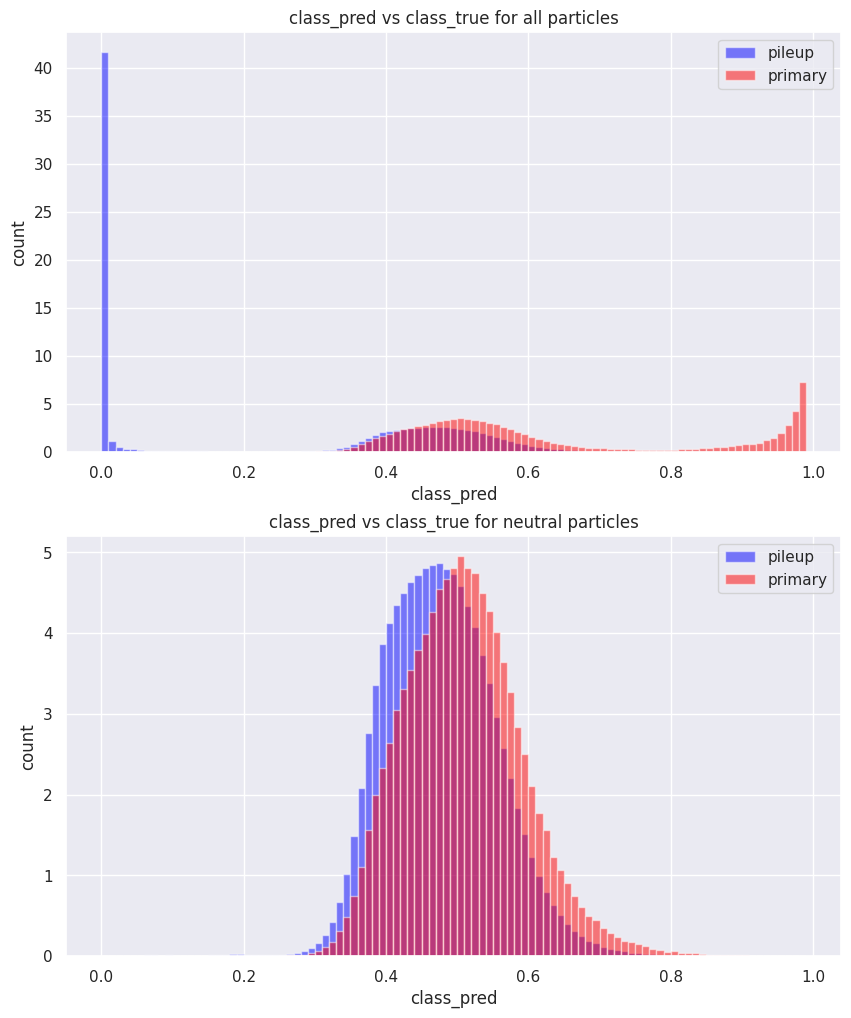 class_pred vs class_true for all particles
pileup
primary
count
40
35
30
25
20
15
10
5
0
0.0 0.2 0.4 0.6 0.8 1.0
class_pred
class_pred vs class_true for neutral particles
pileup
primary
count
5
4
3
2
1
0
0.0 0.2 0.4 0.6 0.8 1.0
class_pred